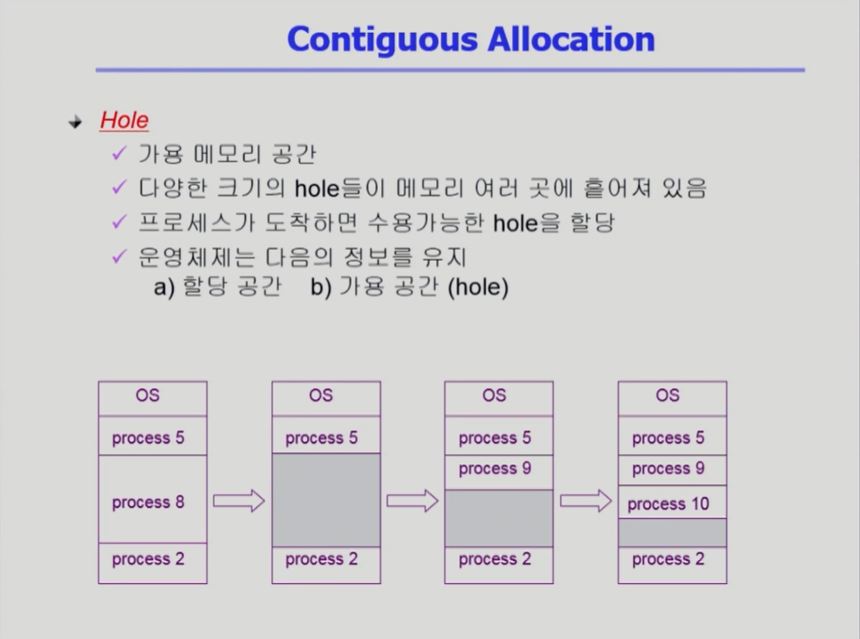 Contiguous Allocation
Hole
가용 메모리 공간
다양한 크기의 hole들이 메모리 여러 곳에 흩어져 있음
프로세스가 도착하면 수용가능한 hole을 할당
운영체제는 다음의 정보를 유지
a) 할당 공간 b) 가용 공간 (hole)
OS
process 5
process 8
process 2
OS
process 5
process 2
OS
process 5
process 9
process 2
OS
process 5
process 9
process 10
process 2